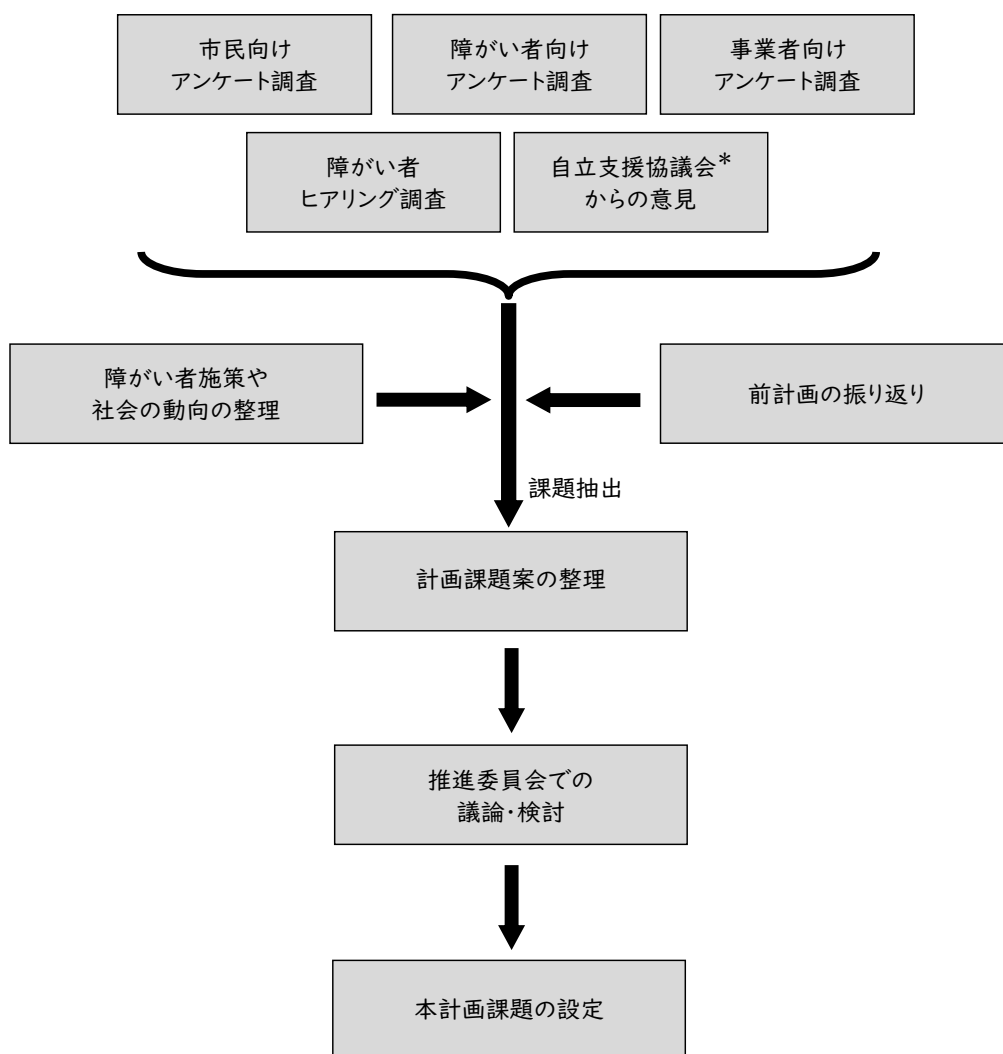 市民向け
アンケート調査
障がい者向け
アンケート調査
事業者向け
アンケート調査
障がい者
ヒアリング調査
自立支援協議会*
からの意見
障がい者施策や
社会の動向の整理
前計画の振り返り
課題抽出
計画課題案の整理
推進委員会での
議論・検討
本計画課題の設定